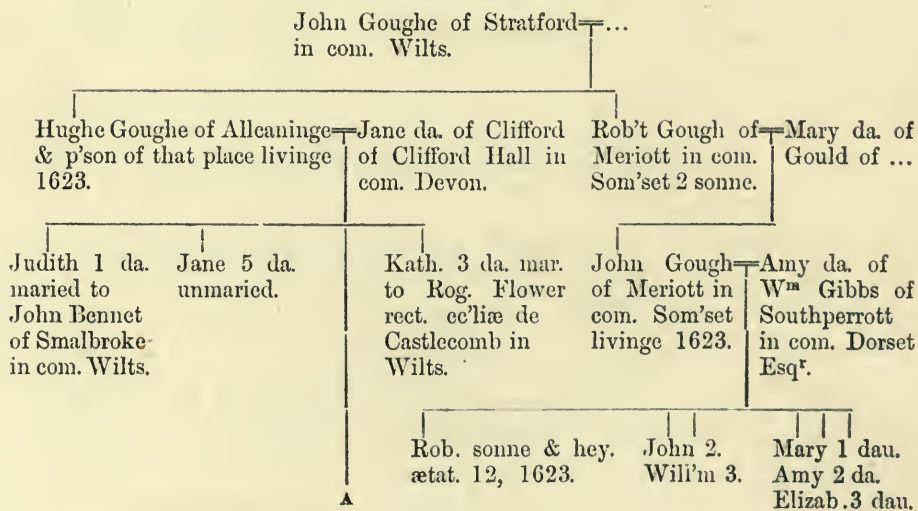 John Goughe of Stratford=...
in com. Wilts.
Hughe Goughe of Allcaninge=
& p'son of that place livinge
1623.
Jane da. of Clifford
of Clifford Hall in
com. Devon.
Rob't Gough of=
Meriott in com.
Som'set 2 sonne.
Mary da. of
Gould of ...
Judith 1 da.
maried to
John Bennet
of Smalbroke
in com. Wilts.
Jane 5 da.
unmaried.
Kath. 3 da. mar.
to Rog. Flower
rect. ec'liæ de
Castlecomb in
Wilts.
John Gough=
of Meriott in
com. Som'set
livinge 1623.
Amy da. of
Wᵐ Gibbs of
Southperrott
in com. Dorset
Esqʳ.
Rob. sonne & hey.
ætat. 12, 1623.
John 2.
Will'm 3.
Mary 1 dau.
Amy 2 da.
Elizab. 3 dau.
A